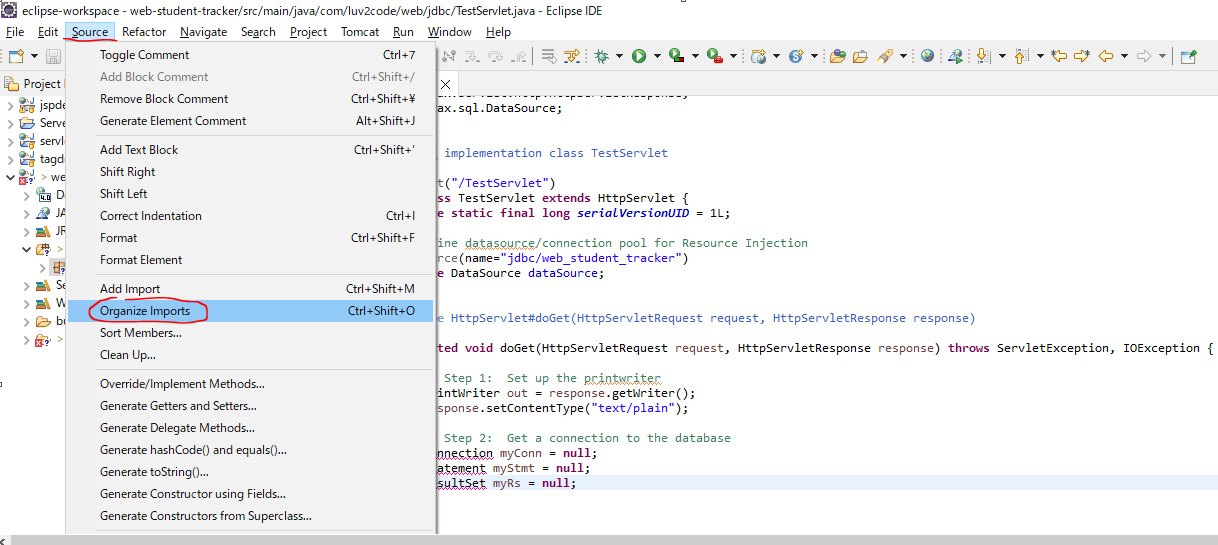 eclipse-workspace - web-student-tracker/src/main/java/com/luv2code/web/jdbc/TestServlet.java - Eclipse IDE
File Edit Source Refactor Navigate Search Project Tomcat Run Window Help
Project
jspde
Serve
servle
tagde
> we
JA
JR
>
Se
W
bu
>
Toggle Comment Ctrl+7
Add Block Comment Ctrl+Shift+/
Remove Block Comment Ctrl+Shift+¥
Generate Element Comment Alt+Shift+J
Add Text Block Ctrl+Shift+'
Shift Right
Shift Left
Correct Indentation Ctrl+I
Format Ctrl+Shift+F
Format Element
Add Import Ctrl+Shift+M
Organize Imports Ctrl+Shift+O
Sort Members...
Clean Up...
Override/Implement Methods...
Generate Getters and Setters...
Generate Delegate Methods...
Generate hashCode() and equals()...
Generate toString()...
Generate Constructor using Fields...
Generate Constructors from Superclass...
ax.sql.DataSource;
implementation class TestServlet
t("/TestServlet")
ss TestServlet extends HttpServlet {
e static final long serialVersionUID = 1L;
ine datasource/connection pool for Resource Injection
rce(name="jdbc/web_student_tracker")
e DataSource dataSource;
e HttpServlet#doGet(HttpServletRequest request, HttpServletResponse response)
ted void doGet(HttpServletRequest request, HttpServletResponse response) throws ServletException, IOException {
Step 1: Set up the printwriter
intWriter out = response.getWriter();
sponse.setContentType("text/plain");
Step 2: Get a connection to the database
nnection myConn = null;
atement myStmt = null;
sultSet myRs = null;